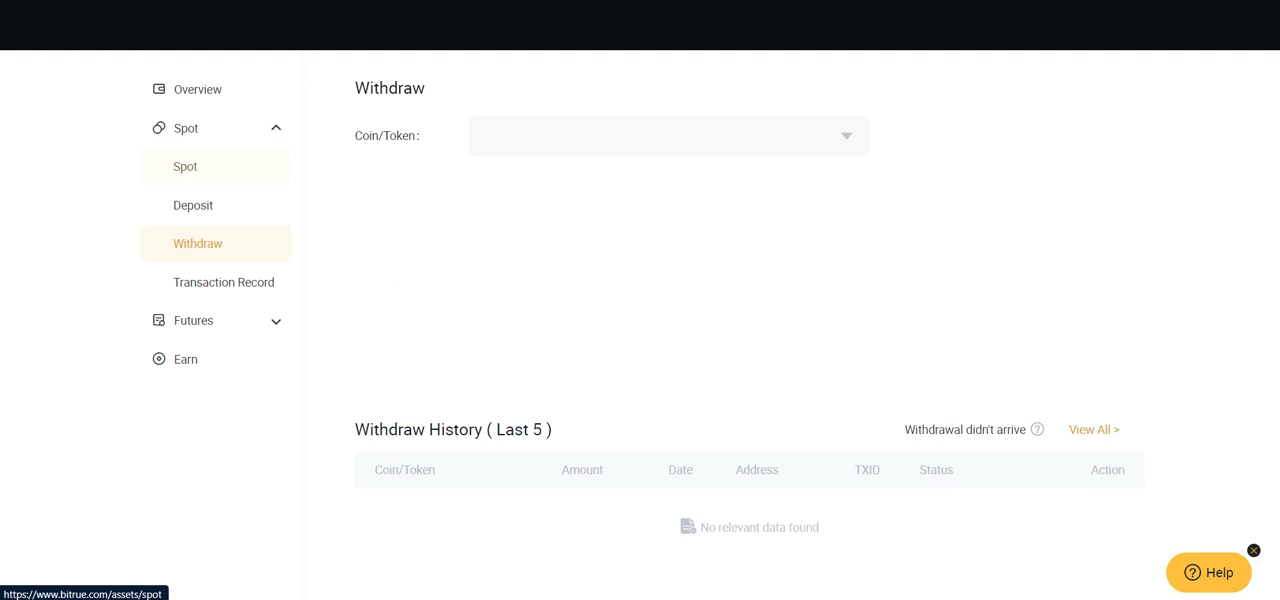 Overview
Spot
Spot
Deposit
Withdraw
Transaction Record
Futures
Earn
Withdraw
Coin/Token:
Withdraw History ( Last 5 )
Withdrawal didn't arrive ? View All >
Coin/Token Amount Date Address TXID Status Action
No relevant data found
? Help
https://www.bitrue.com/assets/spot